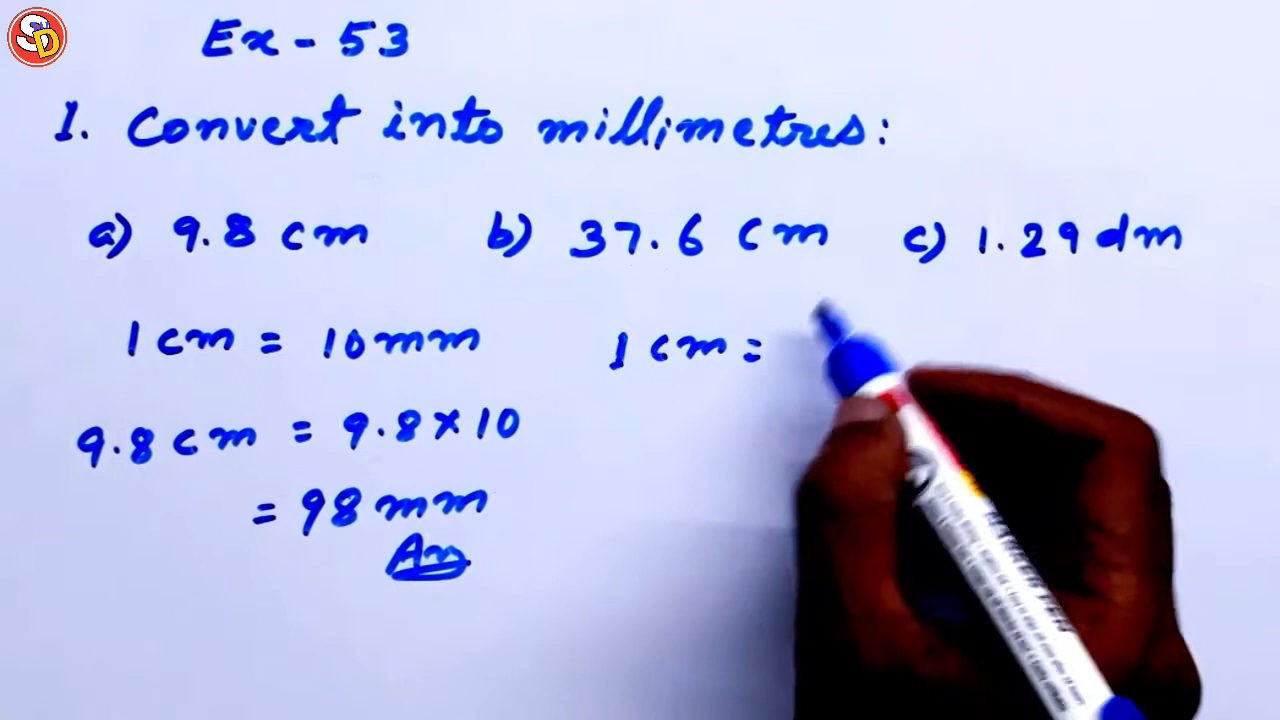 SD
Ex - 53
1. Convert into millimetres:
a) 9.8 cm b) 37.6 cm c) 1.29 dm
1 cm = 10 mm 1 cm =
9.8 cm = 9.8 × 10
= 98 mm
Ans